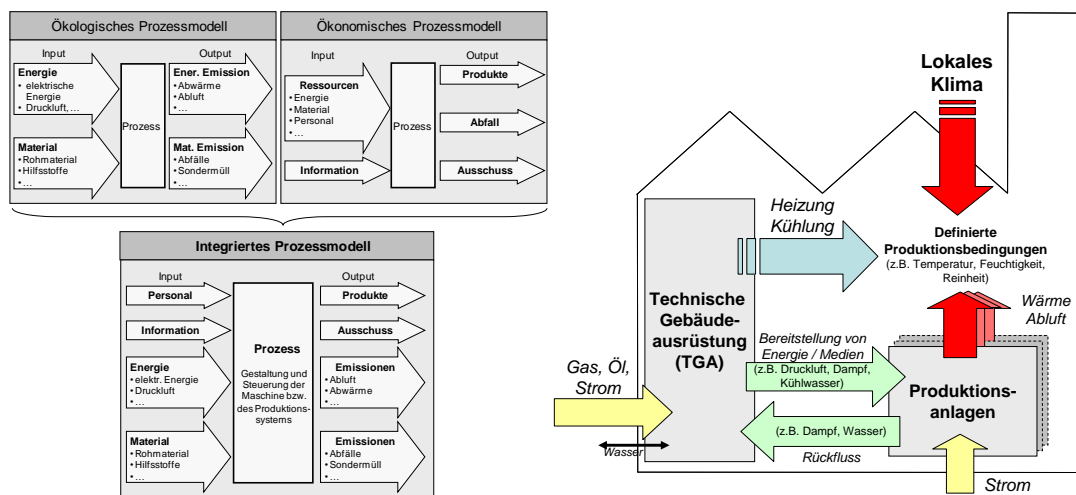 Ökologisches Prozessmodell
Input
Output
Energie
• elektrische
Energie
• Druckluft, …
Material
• Rohmaterial
• Hilfsstoffe
• …
Prozess
Ener. Emission
• Abwärme
• Abluft
• …
Mat. Emission
• Abfälle
• Sondermüll
• …
Ökonomisches Prozessmodell
Input
Output
Ressourcen
• Energie
• Material
• Personal
• …
Information
Prozess
Produkte
Abfall
Ausschuss
Integriertes Prozessmodell
Input
Output
Personal
Information
Energie
• elektr. Energie
• Druckluft
• …
Material
• Rohmaterial
• Hilfsstoffe
• …
Prozess
Gestaltung und
Steuerung der
Maschine bzw.
des Produktions-
systems
Produkte
Ausschuss
Emissionen
• Abluft
• Abwärme
• …
Emissionen
• Abfälle
• Sondermüll
• …
Lokales
Klima
Heizung
Kühlung
Definierte
Produktionsbedingungen
(z.B. Temperatur, Feuchtigkeit,
Reinheit)
Technische
Gebäude-
ausrüstung
(TGA)
Wärme
Abluft
Bereitstellung von
Energie / Medien
(z.B. Druckluft, Dampf,
Kühlwasser)
Gas, Öl,
Strom
Produktions-
anlagen
(z.B. Dampf, Wasser)
Wasser
Rückfluss
Strom